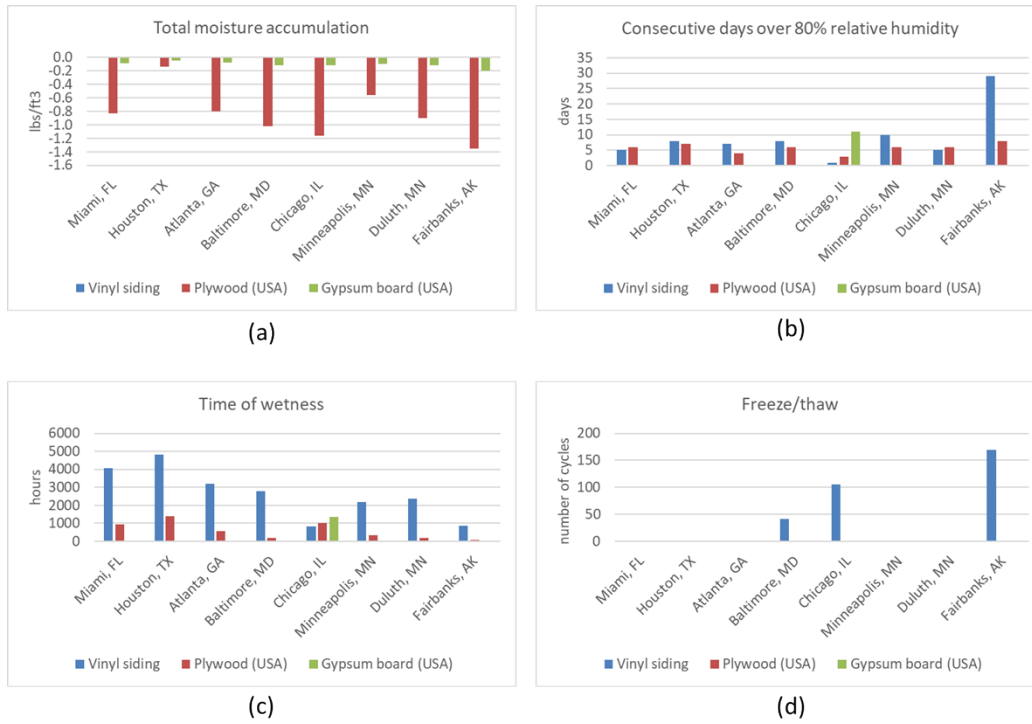 Total moisture accumulation
lbs/ft3
0.0
-0.2
-0.4
-0.6
-0.8
-1.0
-1.2
-1.4
-1.6
Miami, FL
Houston, TX
Atlanta, GA
Baltimore, MD
Chicago, IL
Minneapolis, MN
Duluth, MN
Fairbanks, AK
Vinyl siding Plywood (USA) Gypsum board (USA)
(a)
Consecutive days over 80% relative humidity
days
35
30
25
20
15
10
5
0
Miami, FL
Houston, TX
Atlanta, GA
Baltimore, MD
Chicago, IL
Minneapolis, MN
Duluth, MN
Fairbanks, AK
Vinyl siding Plywood (USA) Gypsum board (USA)
(b)
Time of wetness
hours
6000
5000
4000
3000
2000
1000
0
Miami, FL
Houston, TX
Atlanta, GA
Baltimore, MD
Chicago, IL
Minneapolis, MN
Duluth, MN
Fairbanks, AK
Vinyl siding Plywood (USA) Gypsum board (USA)
(c)
Freeze/thaw
number of cycles
200
150
100
50
0
Miami, FL
Houston, TX
Atlanta, GA
Baltimore, MD
Chicago, IL
Minneapolis, MN
Duluth, MN
Fairbanks, AK
Vinyl siding Plywood (USA) Gypsum board (USA)
(d)